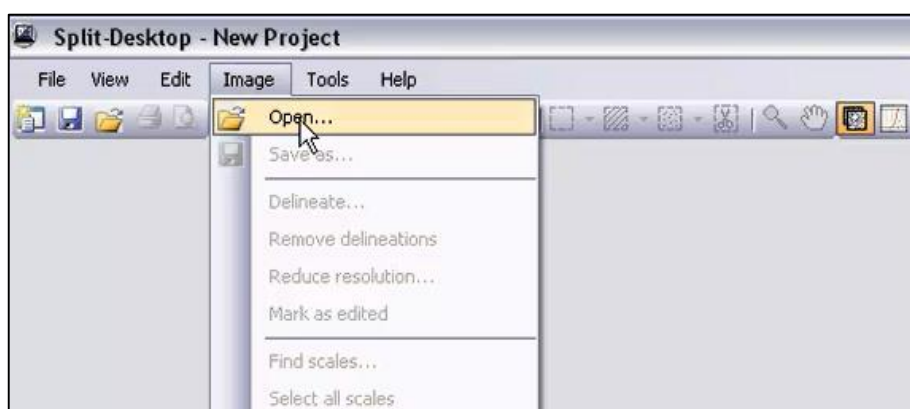 Split-Desktop - New Project
File View Edit Image Tools Help
Open...
Save as...
Delineate...
Remove delineations
Reduce resolution...
Mark as edited
Find scales...
Select all scales